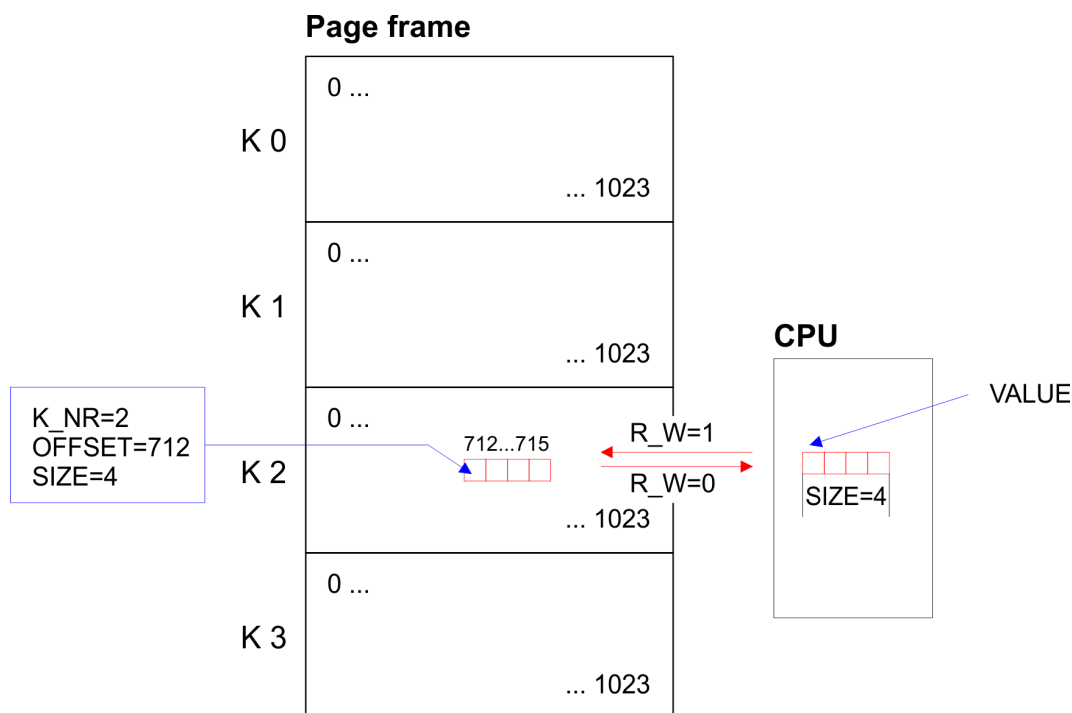 Page frame
0 ...
K 0
... 1023
0 ...
K 1
... 1023
CPU
K_NR=2
OFFSET=712
SIZE=4
0 ...
712...715
K 2
... 1023
R_W=1
R_W=0
VALUE
SIZE=4
0 ...
K 3
... 1023